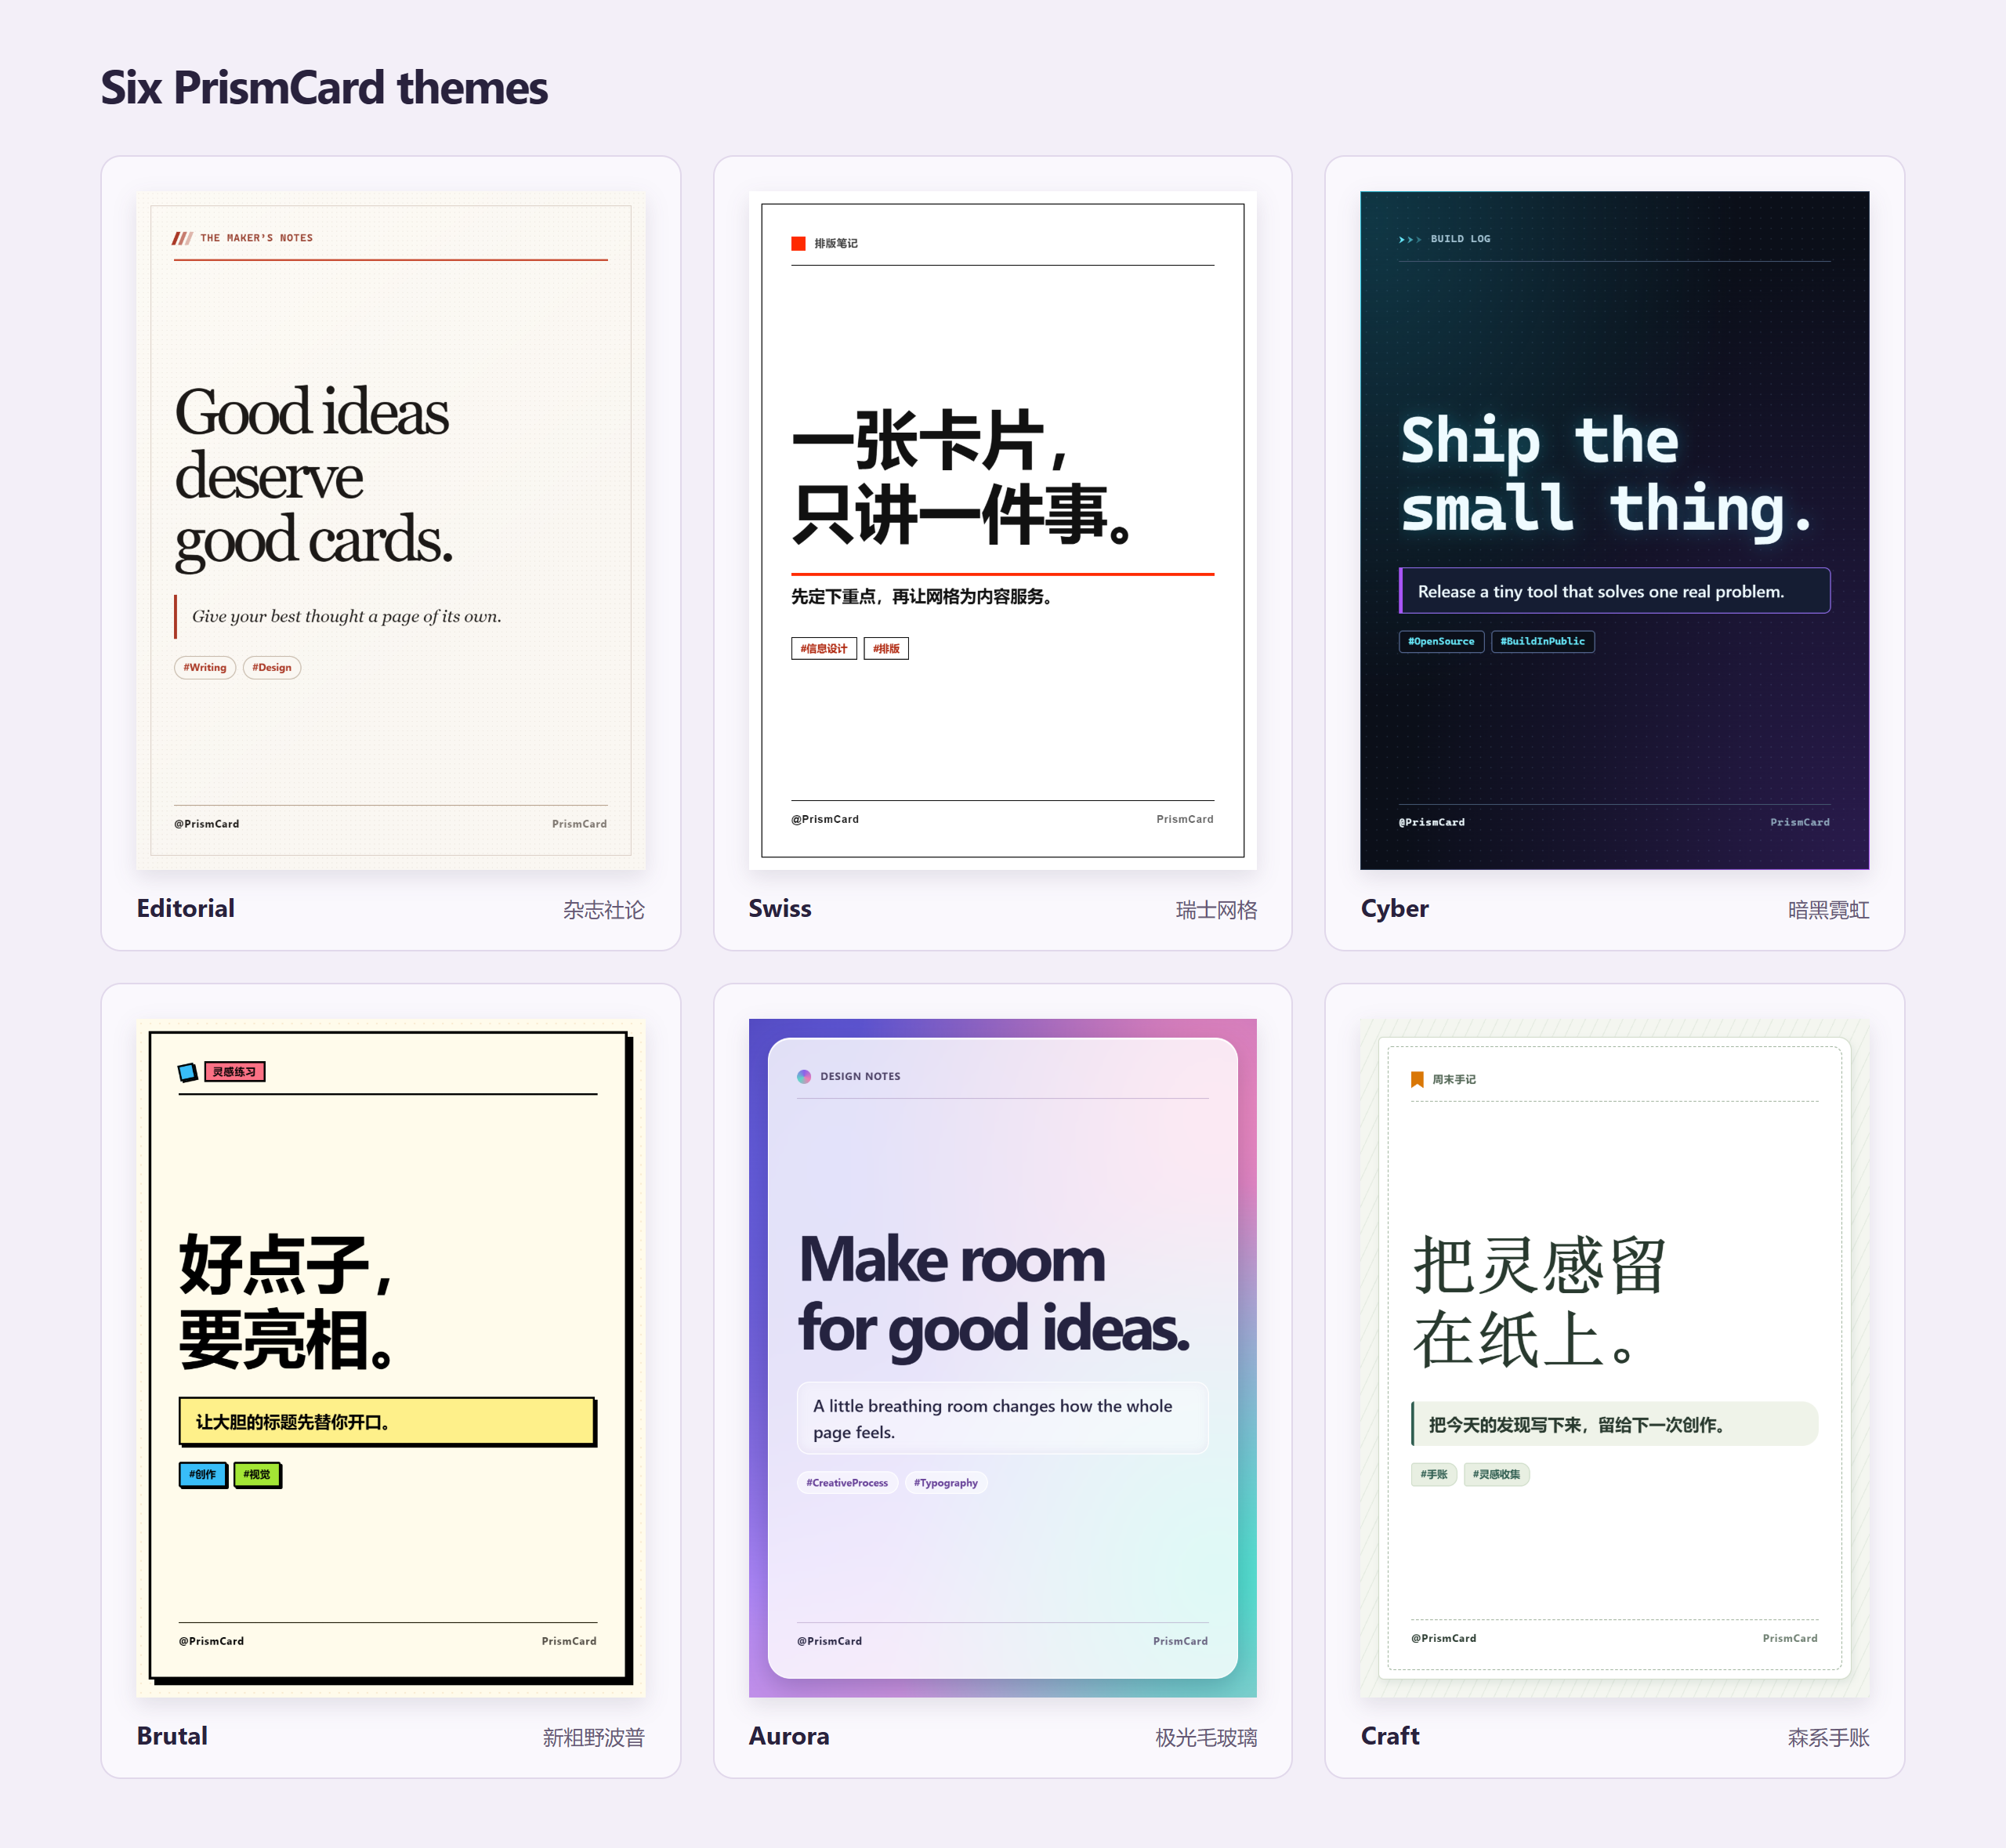 Six PrismCard themes
THE MAKER'S NOTES
Good ideas
deserve
good cards.
Give your best thought a page of its own.
#Writing #Design
@PrismCard PrismCard
Editorial 杂志社论
排版笔记
一张卡片，
只讲一件事。
先定下重点，再让网格为内容服务。
#信息设计 #排版
@PrismCard PrismCard
Swiss 瑞士网格
BUILD LOG
Ship the
small thing.
Release a tiny tool that solves one real problem.
#OpenSource #BuildInPublic
@PrismCard PrismCard
Cyber 暗黑霓虹
灵感练习
好点子，
要亮相。
让大胆的标题先替你开口。
#创作 #视觉
@PrismCard PrismCard
Brutal 新粗野波普
DESIGN NOTES
Make room
for good ideas.
A little breathing room changes how the whole
page feels.
#CreativeProcess #Typography
@PrismCard PrismCard
Aurora 极光毛玻璃
周末手记
把灵感留
在纸上。
把今天的发现写下来，留给下一次创作。
#手账 #灵感收集
@PrismCard PrismCard
Craft 森系手账